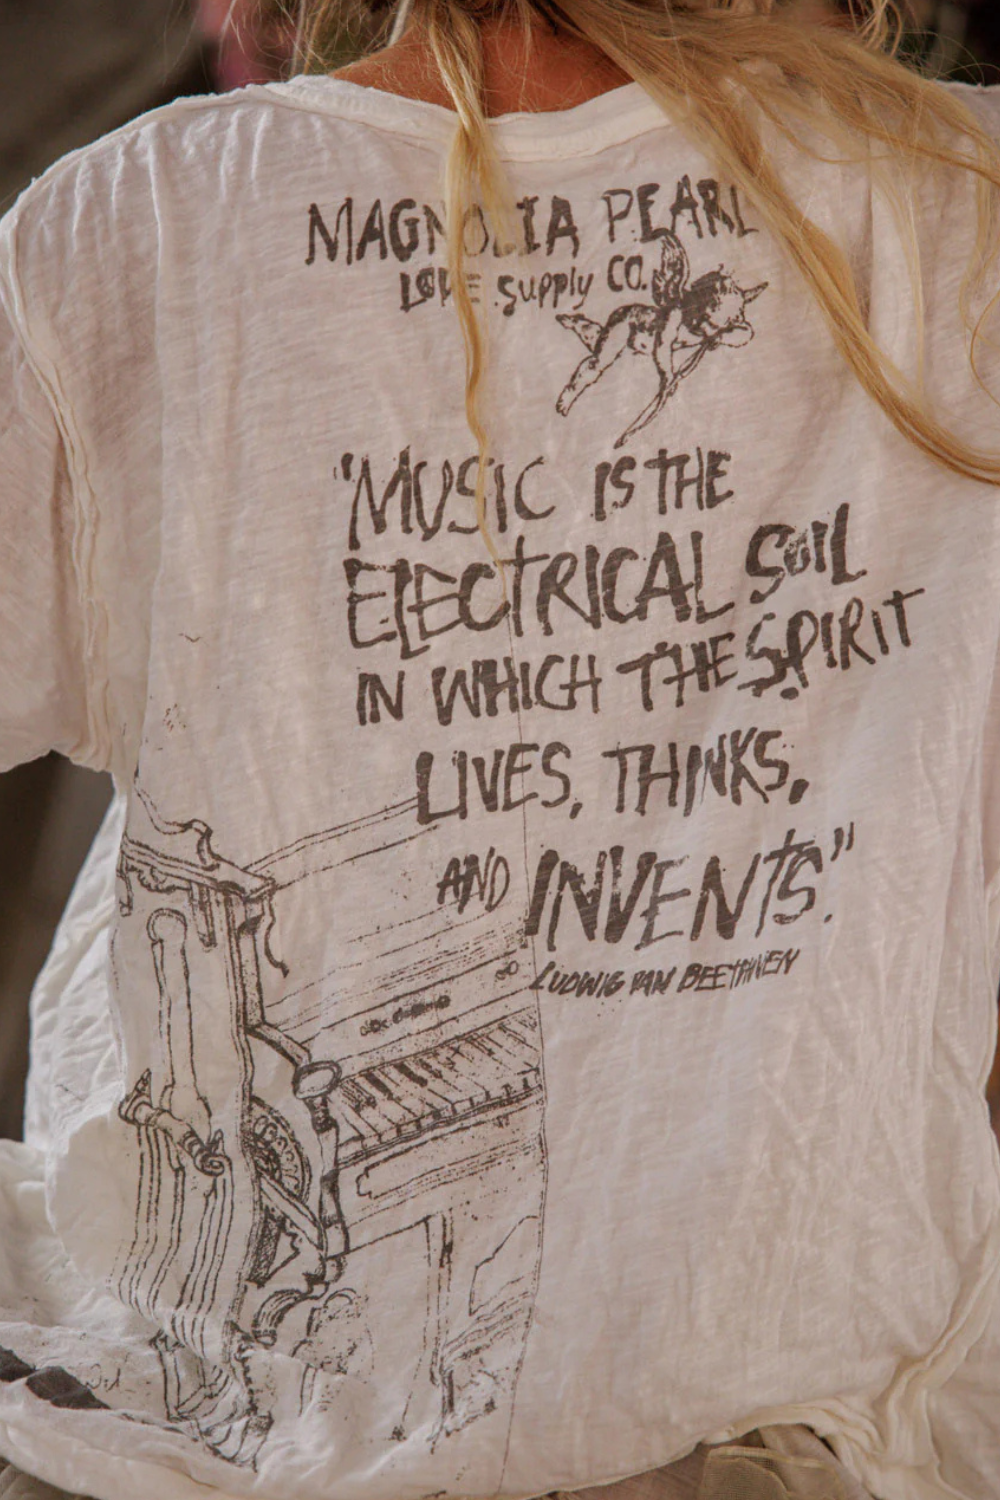 MAGNOLIA PEARL
LOVE SUPPLY CO.
"MUSIC IS THE
ELECTRICAL SOIL
IN WHICH THE SPIRIT
LIVES, THINKS,
AND INVENTS".
LUDWIG VAN BEETHVEN